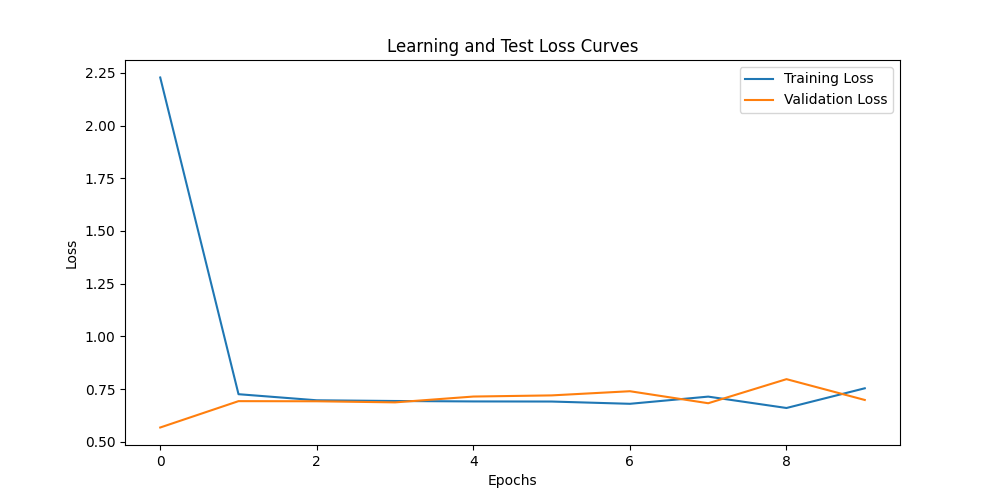 Learning and Test Loss Curves
Training Loss
Validation Loss
2.25
2.00
1.75
1.50
1.25
1.00
0.75
0.50
Loss
0 2 4 6 8
Epochs